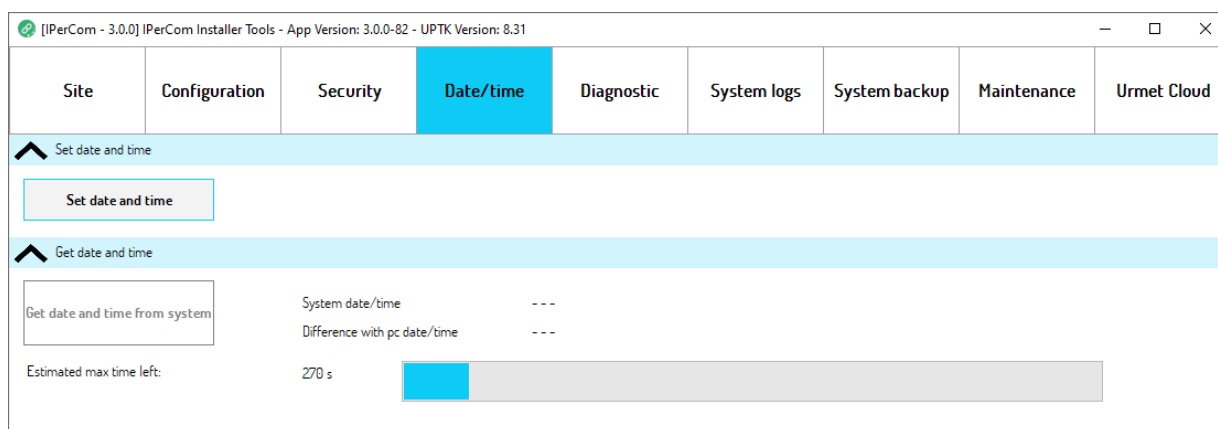 [IPerCom - 3.0.0] IPerCom Installer Tools - App Version: 3.0.0-82 - UPTK Version: 8.31
Site Configuration Security Date/time Diagnostic System logs System backup Maintenance Urmet Cloud
Set date and time
Set date and time
Get date and time
Get date and time from system
System date/time - - -
Difference with pc date/time - - -
Estimated max time left: 270 s